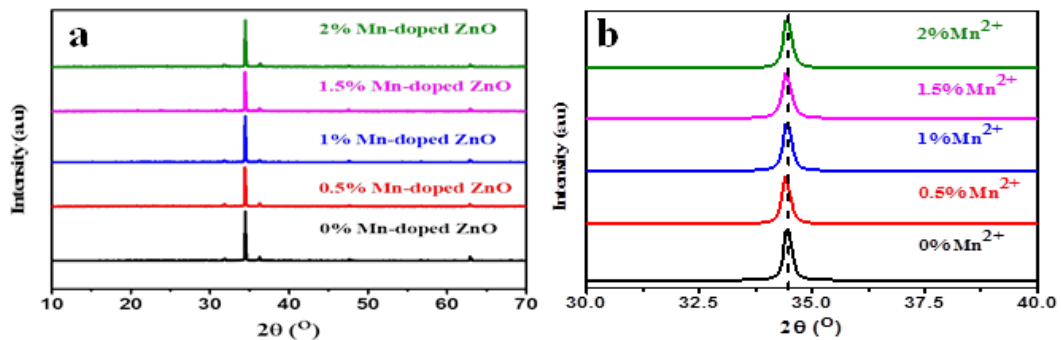 a
2% Mn-doped ZnO
1.5% Mn-doped ZnO
1% Mn-doped ZnO
0.5% Mn-doped ZnO
0% Mn-doped ZnO
Intensity (au)
10 20 30 40 50 60 70
2θ (O)
b
2%Mn2+
1.5%Mn2+
1%Mn2+
0.5%Mn2+
0%Mn2+
Intensity (au)
30.0 32.5 35.0 37.5 40.0
2θ (O)